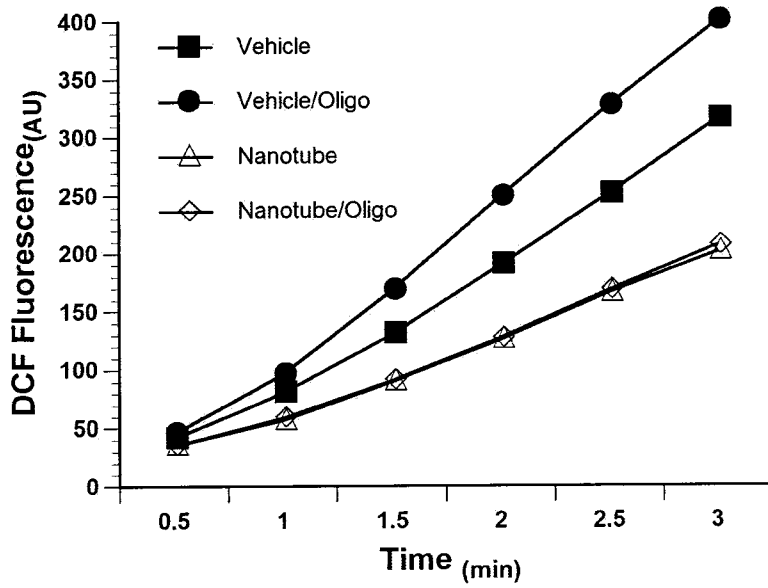 400
350
300
250
200
150
100
50
0
DCF Fluorescence(AU)
Vehicle
Vehicle/Oligo
Nanotube
Nanotube/Oligo
0.5 1 1.5 2 2.5 3
Time (min)